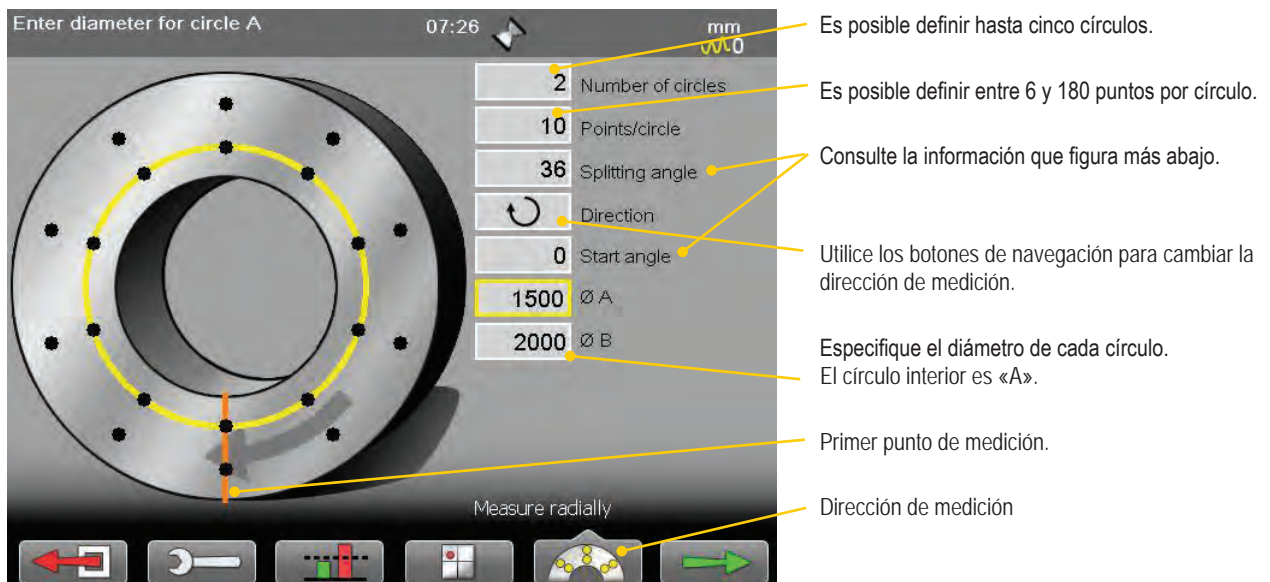 Enter diameter for circle A
07:26
mm
0
2 Number of circles
10 Points/circle
36 Splitting angle
Direction
0 Start angle
1500 Ø A
2000 Ø B
Measure radially
Es posible definir hasta cinco círculos.
Es posible definir entre 6 y 180 puntos por círculo.
Consulte la información que figura más abajo.
Utilice los botones de navegación para cambiar la
dirección de medición.
Especifique el diámetro de cada círculo.
El círculo interior es «A».
Primer punto de medición.
Dirección de medición